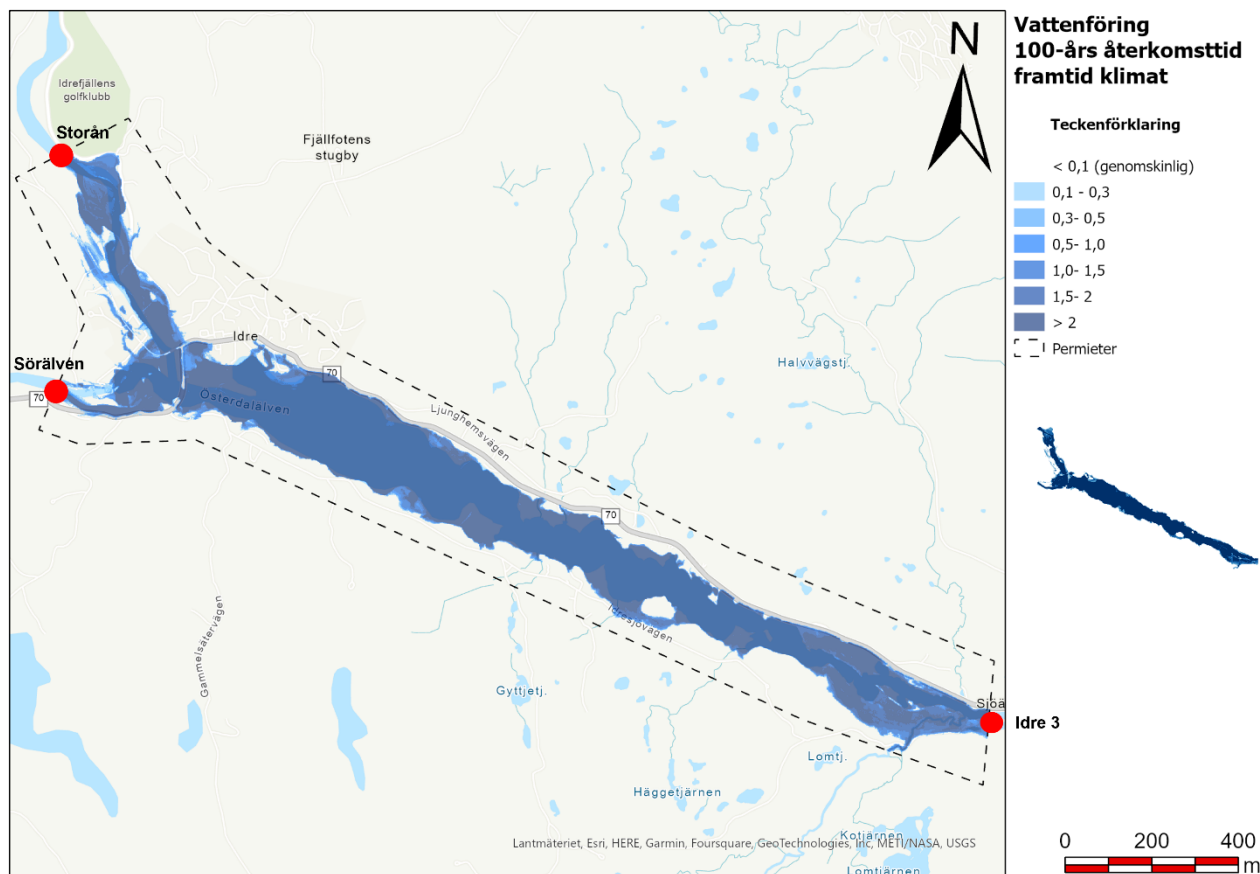 Vattenföring
100-års återkomsttid
framtid klimat
N
Teckenförklaring
< 0,1 (genomskinlig)
0,1 - 0,3
0,3- 0,5
0,5- 1,0
1,0- 1,5
1,5- 2
> 2
Permieter
Idrefjällens
golfklubb
Storån
Fjällfotens
stugby
Idre
Sörälven
70
70
Österdalälven
Ljunghemsvägen
Halvvägstj.
70
Idresjövägen
Gammelsätervägen
Gyttjetj.
Sjöä
Idre 3
Lomtj.
Häggetjärnen
Kotjärnen
Lantmäteriet, Esri, HERE, Garmin, Foursquare, GeoTechnologies, Inc, METI/NASA, USGS
Lomtjärnen
0 200 400
m